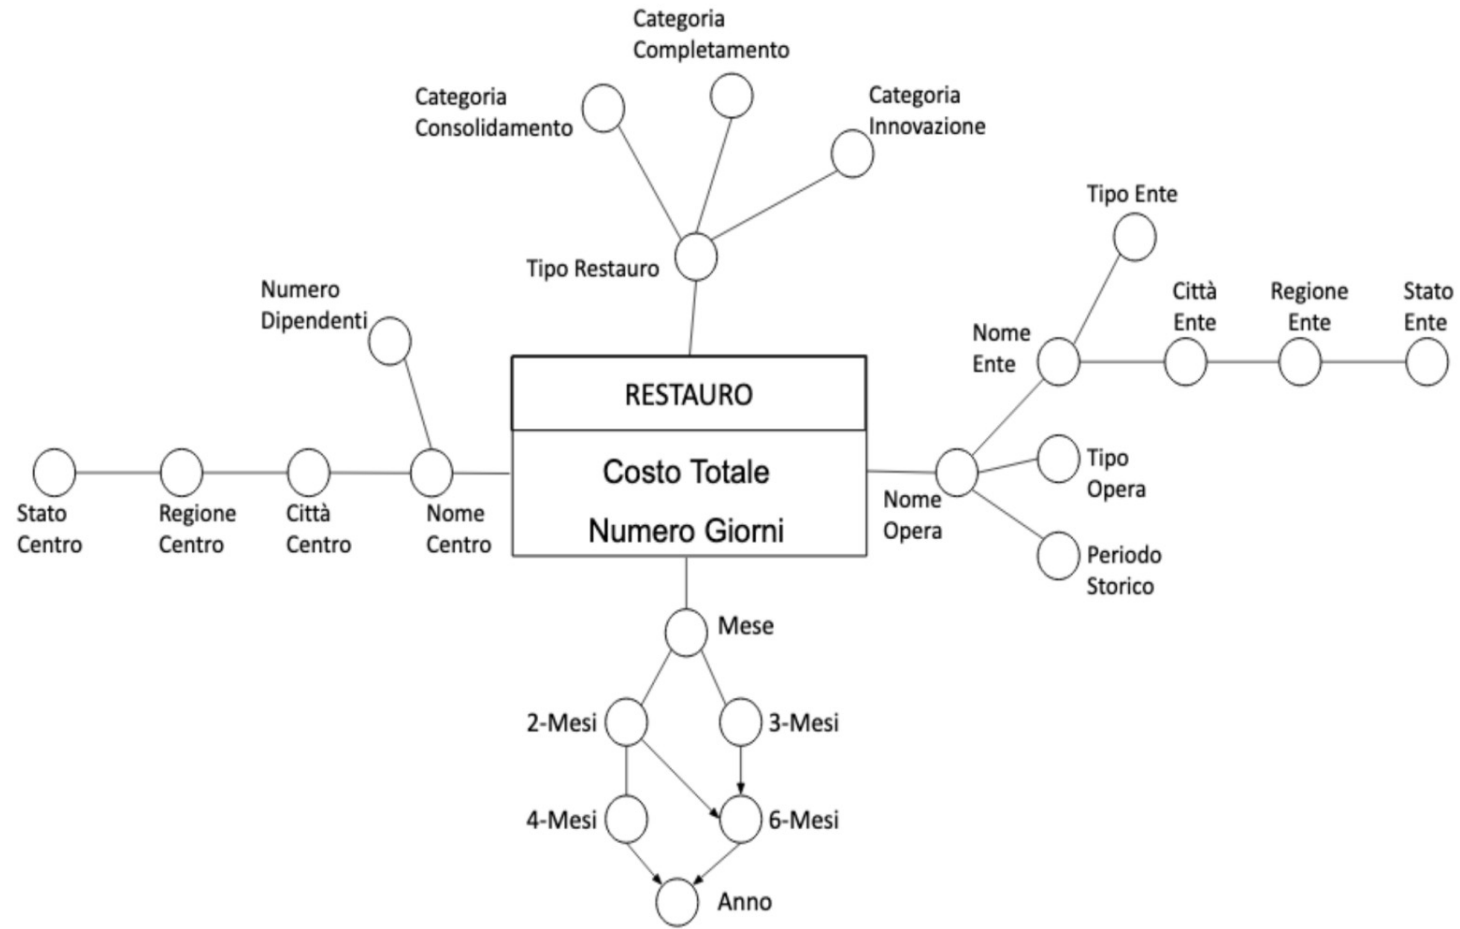 Categoria
Completamento
Categoria
Consolidamento
Categoria
Innovazione
Tipo Ente
Tipo Restauro
Numero
Dipendenti
Città
Ente
Regione
Ente
Stato
Ente
Nome
Ente
RESTAURO
Costo Totale
Numero Giorni
Stato
Centro
Regione
Centro
Città
Centro
Nome
Centro
Nome
Opera
Tipo
Opera
Periodo
Storico
Mese
2-Mesi
3-Mesi
4-Mesi
6-Mesi
Anno